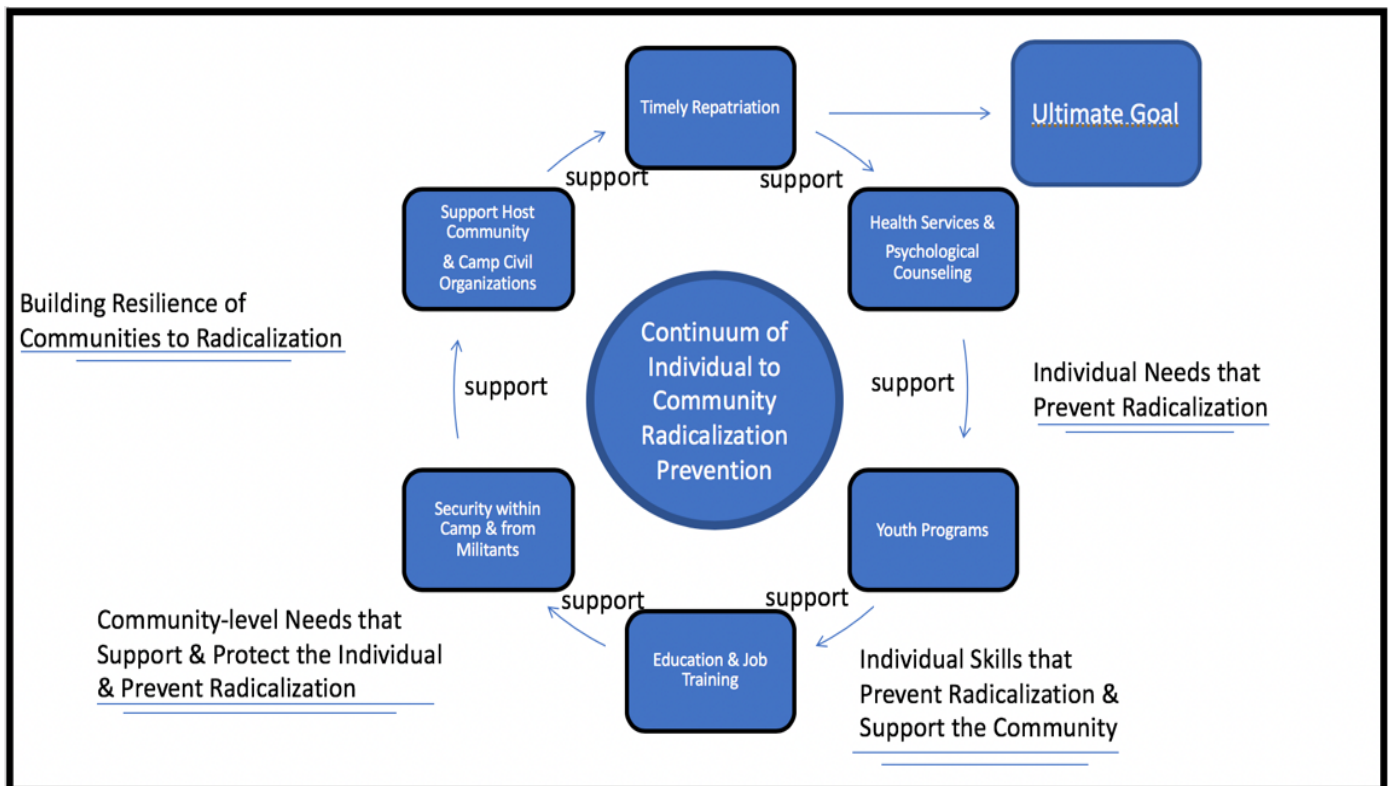 Timely Repatriation
Ultimate Goal
support
support
Support Host
Community
& Camp Civil
Organizations
Health Services &
Psychological
Counseling
Building Resilience of
Communities to Radicalization
Continuum of
Individual to
Community
Radicalization
Prevention
support
support
Individual Needs that
Prevent Radicalization
Security within
Camp & from
Militants
Youth Programs
support
support
Community-level Needs that
Support & Protect the Individual
& Prevent Radicalization
Education & Job
Training
Individual Skills that
Prevent Radicalization &
Support the Community